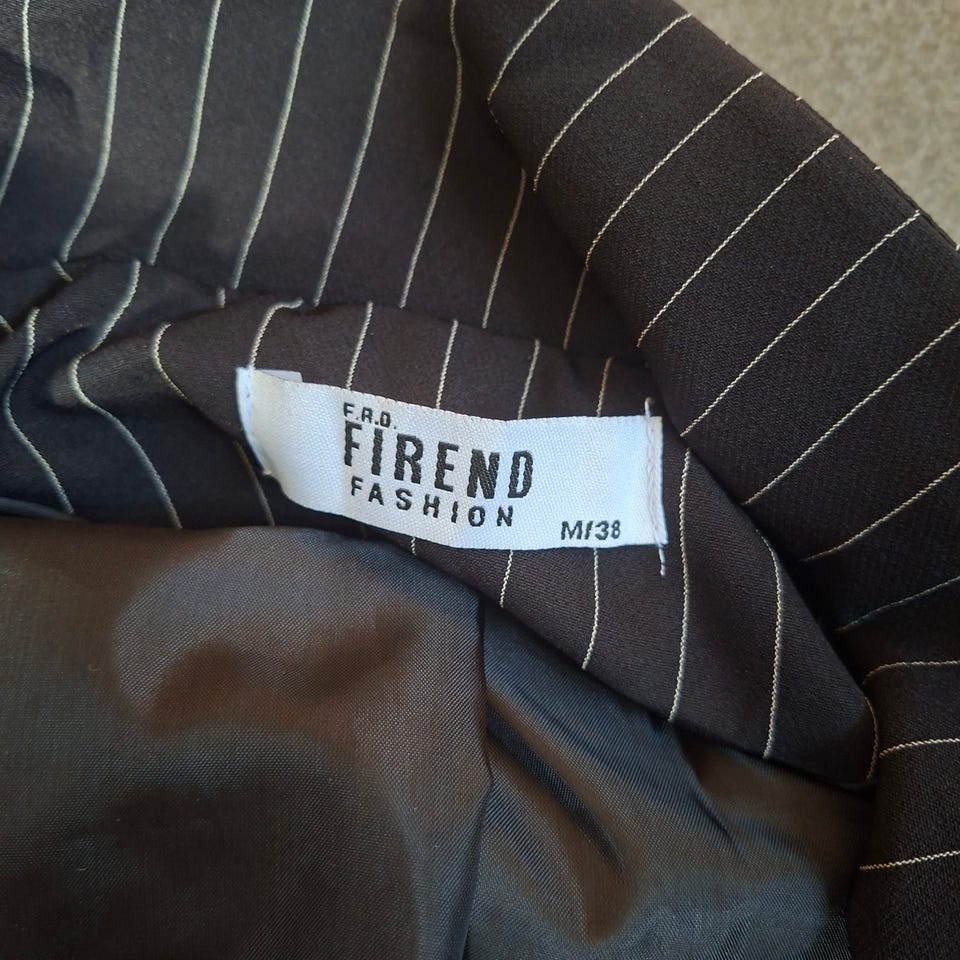 F.R.D.
FIREND
FASHION
M/38